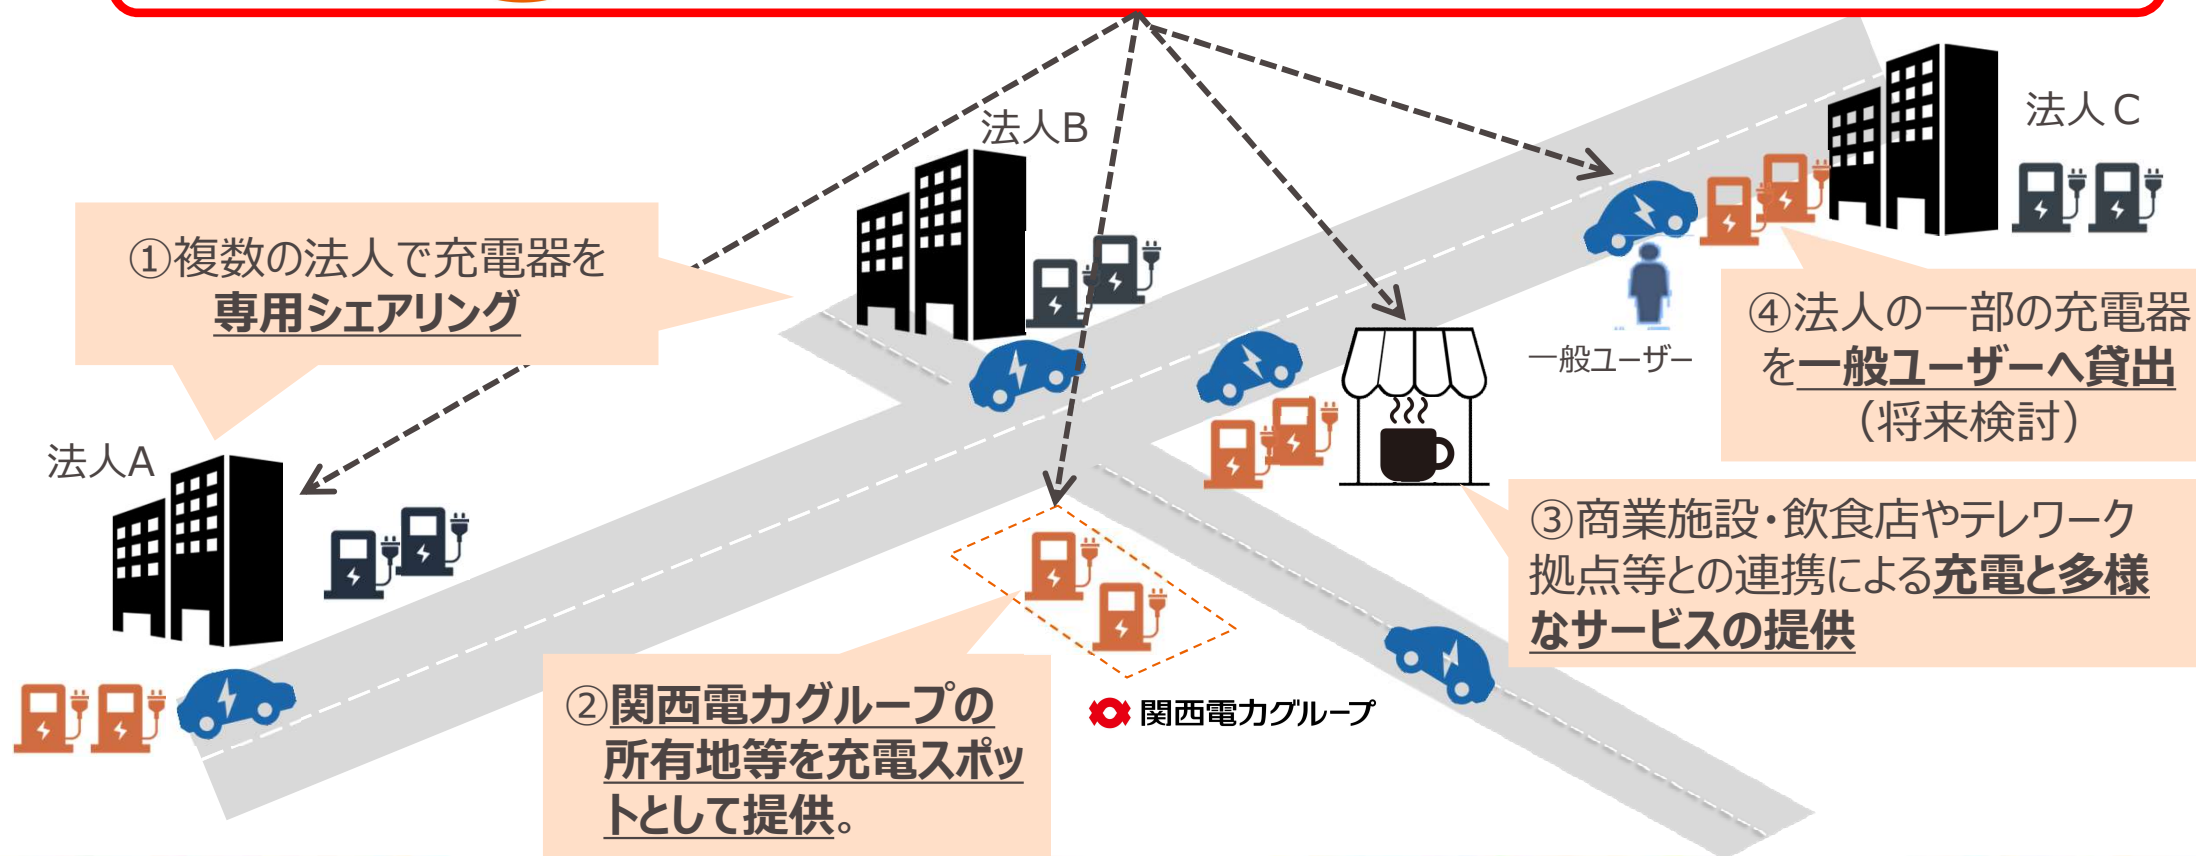 法人B
法人C
①複数の法人で充電器を
専用シェアリング
④法人の一部の充電器
を一般ユーザーへ貸出
（将来検討）
一般ユーザー
法人A
③商業施設・飲食店やテレワーク
拠点等との連携による充電と多様
なサービスの提供
②関西電力グループの
所有地等を充電スポッ
トとして提供。
関西電力グループ